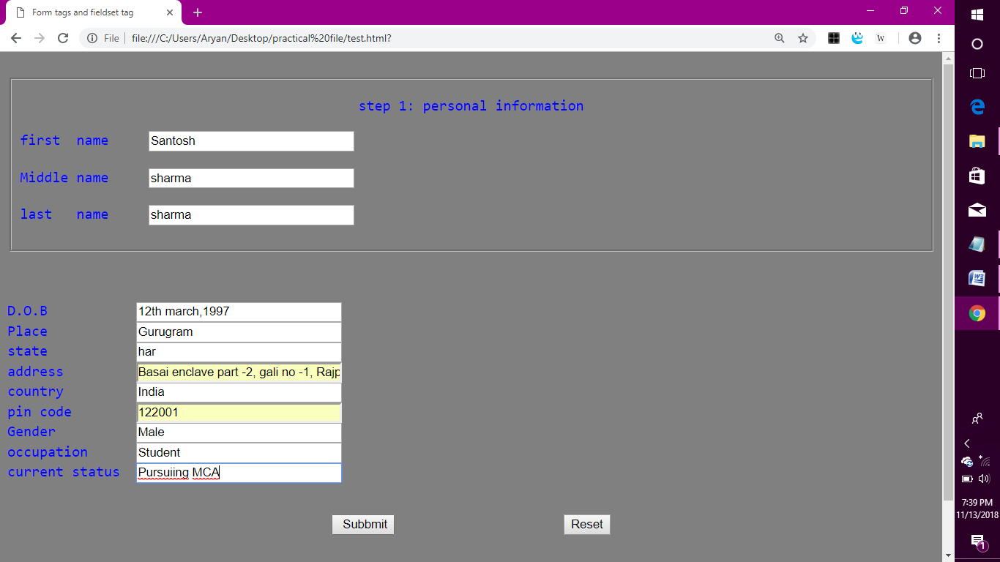 Form tags and fieldset tag
File file:///C:/Users/Aryan/Desktop/practical%20file/test.html?
step 1: personal information
first name Santosh
Middle name sharma
last name sharma
D.O.B 12th march,1997
Place Gurugram
state har
address Basai enclave part -2, gali no -1, Rajp
country India
pin code 122001
Gender Male
occupation Student
current status Pursuiing MCA
Subbmit Reset
W
7:39 PM
11/13/2018
1